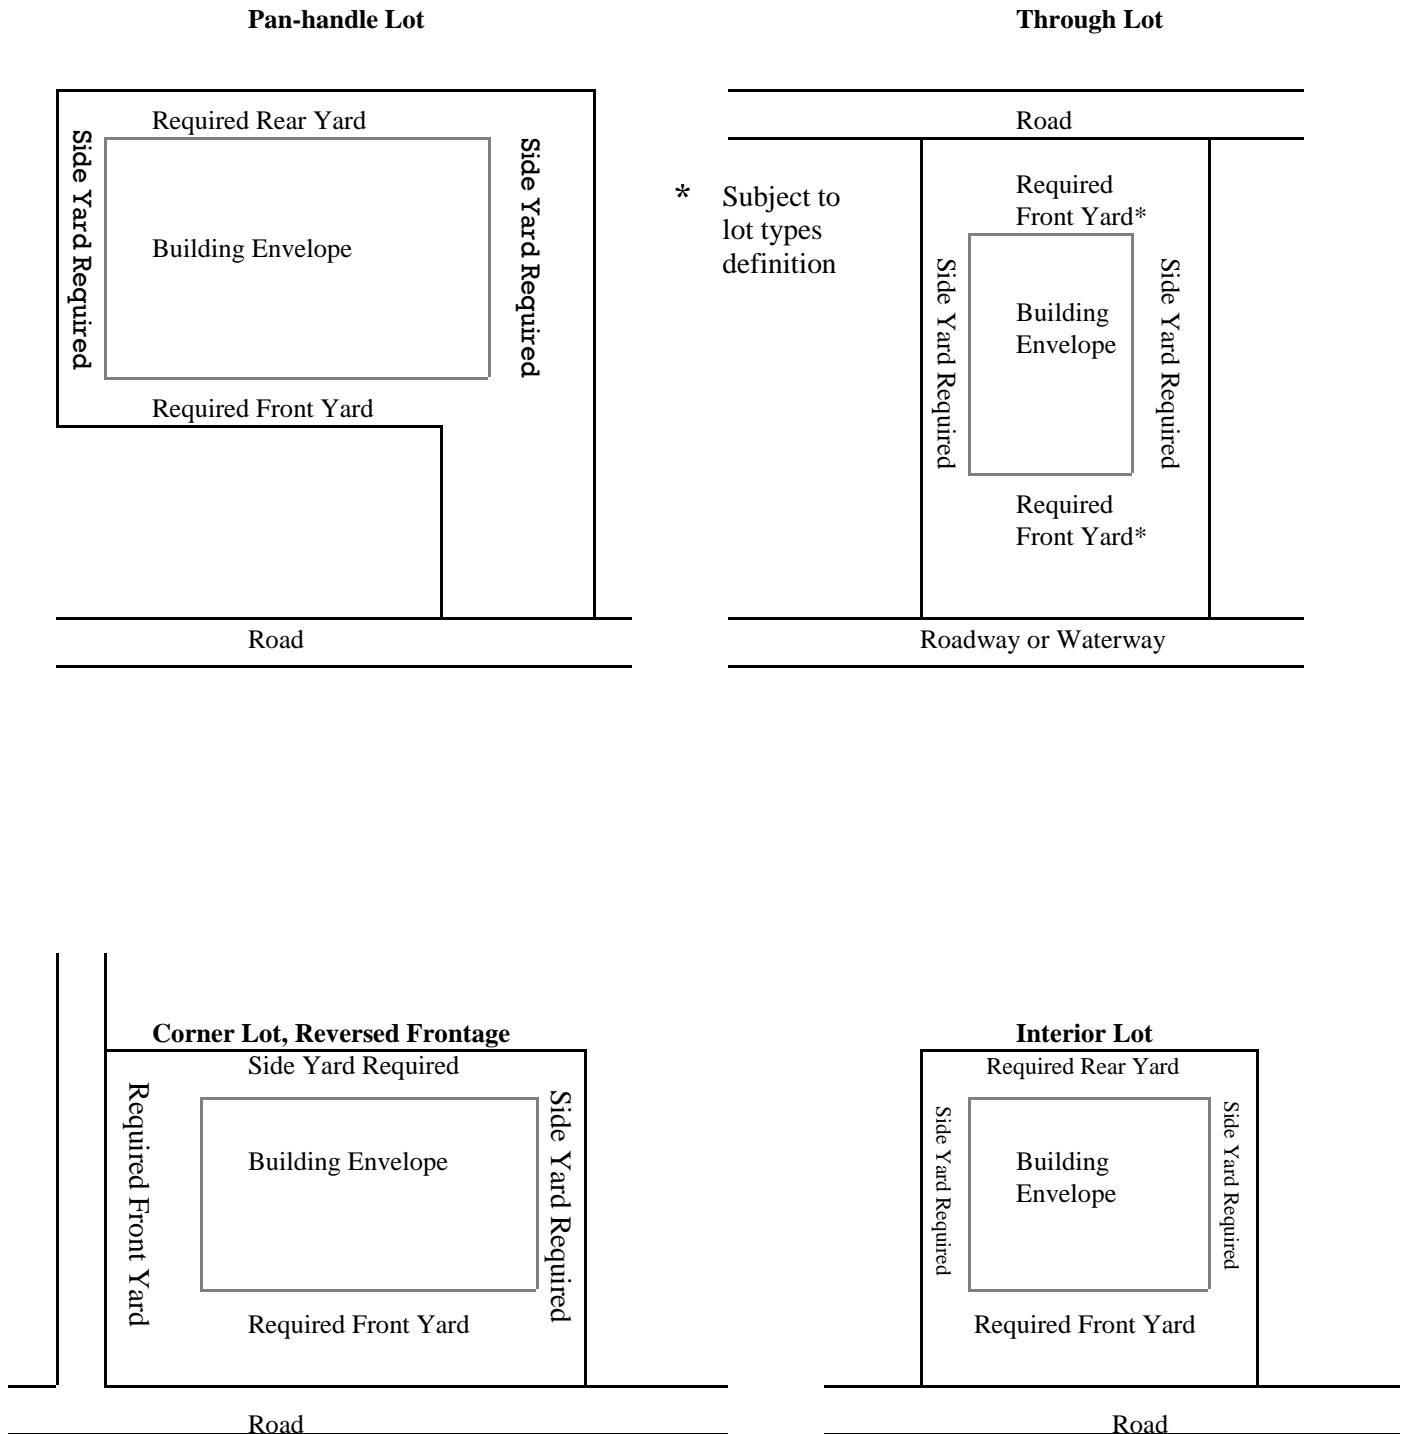 Pan-handle Lot
Required Rear Yard
Side Yard Required
Building Envelope
Side Yard Required
Required Front Yard
Road
Through Lot
Road
* Subject to
lot types
definition
Required
Front Yard*
Side Yard Required
Building
Envelope
Side Yard Required
Required
Front Yard*
Roadway or Waterway
Corner Lot, Reversed Frontage
Side Yard Required
Required Front Yard
Building Envelope
Side Yard Required
Required Front Yard
Road
Interior Lot
Required Rear Yard
Side Yard Required
Building
Envelope
Side Yard Required
Required Front Yard
Road